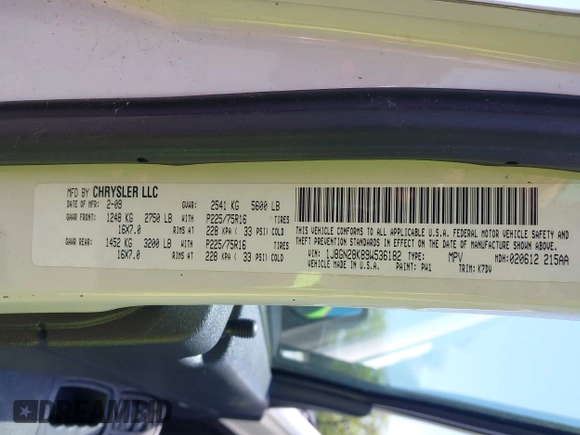 MFD BY CHRYSLER LLC
DATE OF MFR: 2-09 GVWR: 2541 KG 5600 LB
GAWR FRONT: 1248 KG 2750 LB WITH P225/75R16 TIRES
16X7.0 RIMS AT 228 KPA ( 33 PSI) COLD
GAWR REAR: 1452 KG 3200 LB WITH P225/75R16 TIRES
16X7.0 RIMS AT 228 KPA ( 33 PSI) COLD
THIS VEHICLE CONFORMS TO ALL APPLICABLE U.S.A. FEDERAL MOTOR VEHICLE SAFETY, BUMPER AND
THEFT PREVENTION STANDARDS IN EFFECT ON THE DATE OF MANUFACTURE SHOWN ABOVE.
VIN: 1J8GN28K89W536182 TYPE: MPV MDH: 020612 215AA
VEHICLE MADE IN U.S.A. PAINT: PW1 TRIM: K7DV
DREAMBID